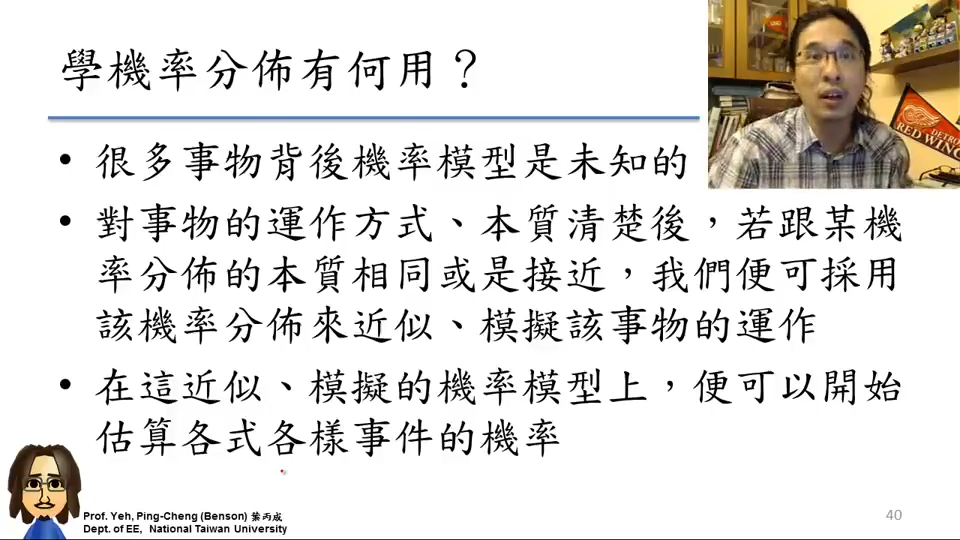 學機率分佈有何用？
• 很多事物背後機率模型是未知的
• 對事物的運作方式、本質清楚後，若跟某機
率分佈的本質相同或是接近，我們便可採用
該機率分佈來近似、模擬該事物的運作
• 在這近似、模擬的機率模型上，便可以開始
估算各式各樣事件的機率
DETRO
RED WING
Prof. Yeh, Ping-Cheng (Benson) 葉丙成
Dept. of EE, National Taiwan University
40